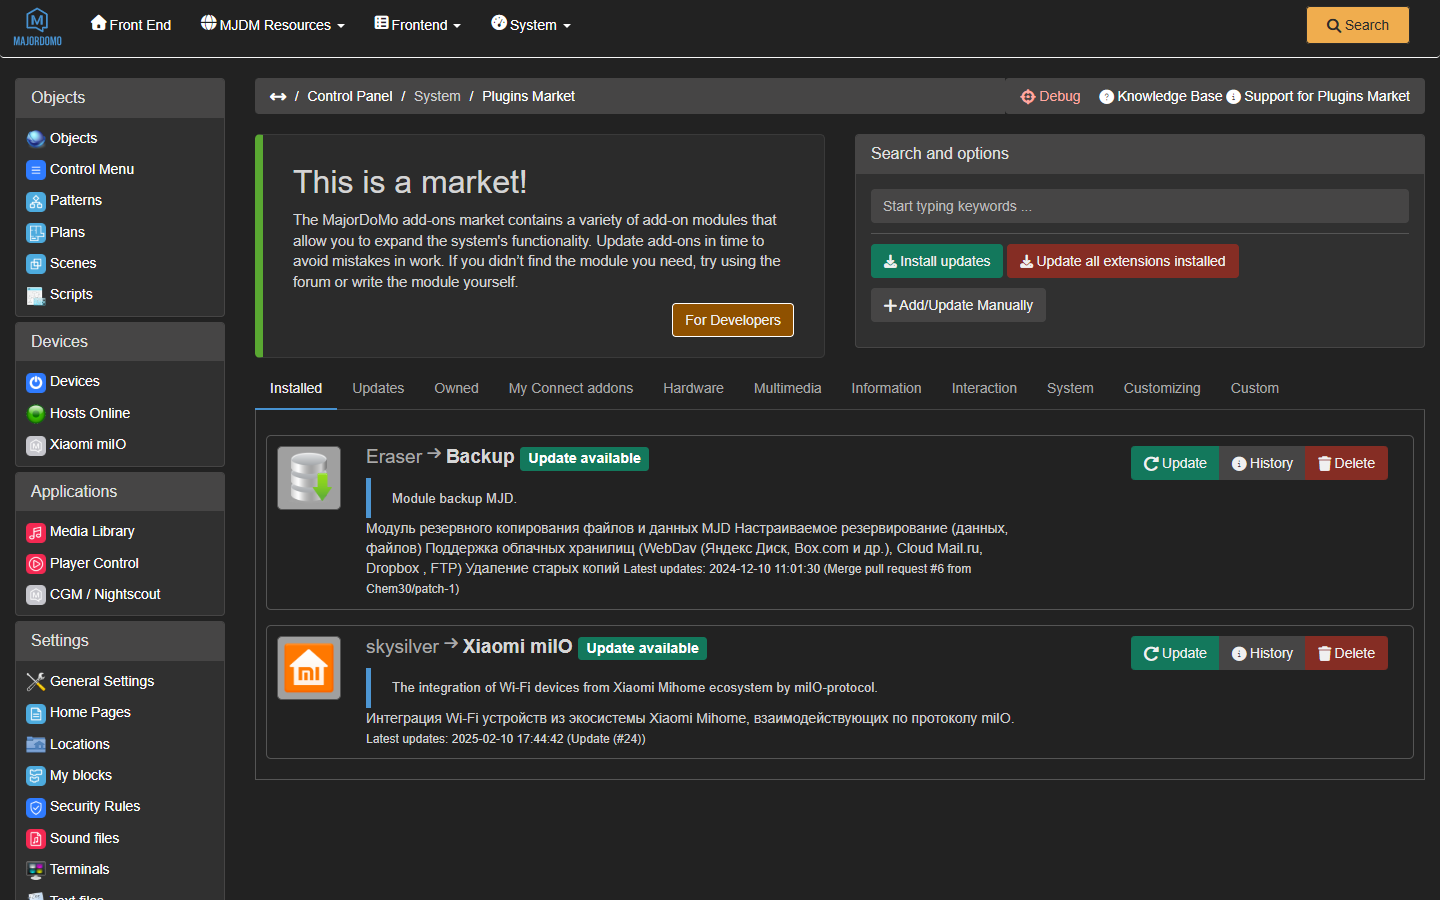 MAJORDOMO
Front End
MJDM Resources
Frontend
System
Search
Objects
Objects
Control Menu
Patterns
Plans
Scenes
Scripts
Devices
Devices
Hosts Online
Xiaomi miIO
Applications
Media Library
Player Control
CGM / Nightscout
Settings
General Settings
Home Pages
Locations
My blocks
Security Rules
Sound files
Terminals
Text files
/ Control Panel / System / Plugins Market
Debug
Knowledge Base
Support for Plugins Market
This is a market!
The MajorDoMo add-ons market contains a variety of add-on modules that
allow you to expand the system's functionality. Update add-ons in time to
avoid mistakes in work. If you didn’t find the module you need, try using the
forum or write the module yourself.
For Developers
Search and options
Start typing keywords ...
Install updates
Update all extensions installed
Add/Update Manually
Installed
Updates
Owned
My Connect addons
Hardware
Multimedia
Information
Interaction
System
Customizing
Custom
Eraser → Backup Update available
Update
History
Delete
Module backup MJD.
Модуль резервного копирования файлов и данных MJD Настраиваемое резервирование (данных,
файлов) Поддержка облачных хранилищ (WebDav (Яндекс Диск, Box.com и др.), Cloud Mail.ru,
Dropbox , FTP) Удаление старых копий Latest updates: 2024-12-10 11:01:30 (Merge pull request #6 from
Chem30/patch-1)
skysilver → Xiaomi miIO Update available
Update
History
Delete
The integration of Wi-Fi devices from Xiaomi Mihome ecosystem by miIO-protocol.
Интеграция Wi-Fi устройств из экосистемы Xiaomi Mihome, взаимодействующих по протоколу miIO.
Latest updates: 2025-02-10 17:44:42 (Update (#24))